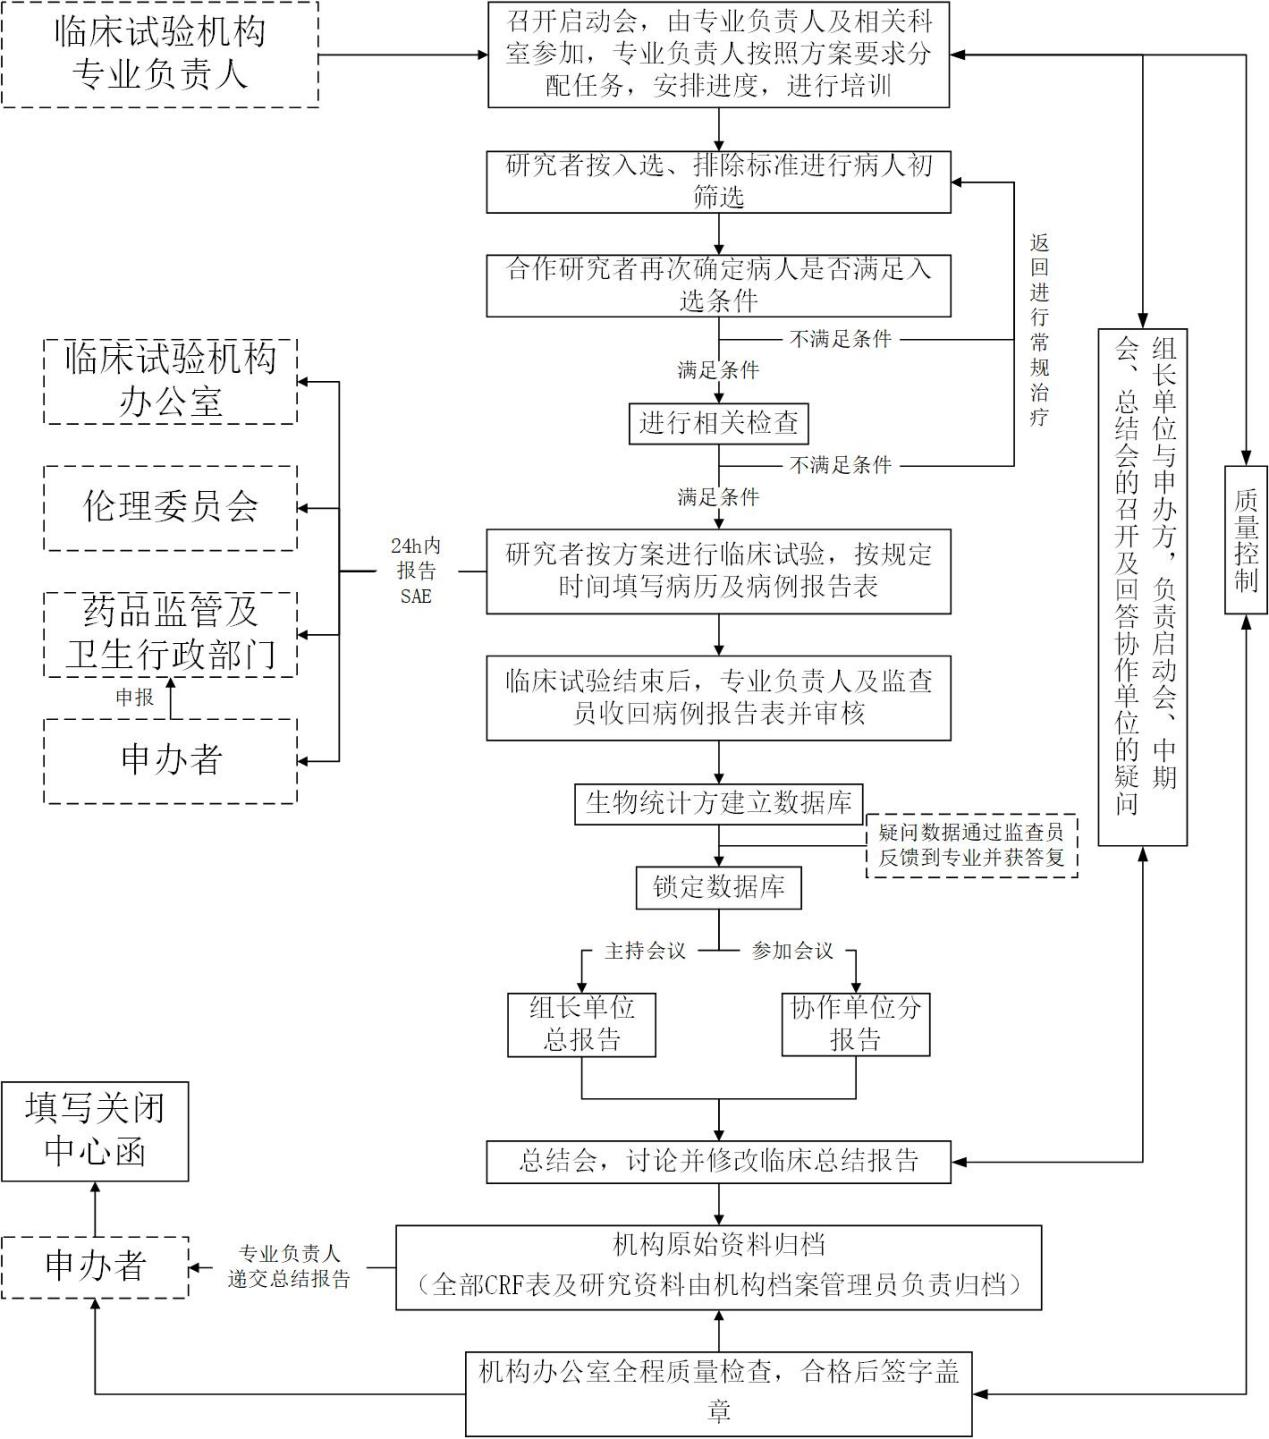 临床试验机构
专业负责人
召开启动会，由专业负责人及相关科
室参加，专业负责人按照方案要求分
配任务，安排进度，进行培训
研究者按入选、排除标准进行病人初
筛选
合作研究者再次确定病人是否满足入
选条件
不满足条件
满足条件
返回进行常规治疗
进行相关检查
不满足条件
满足条件
组长单位与申办方，负责启动会、中期
会、总结会的召开及回答协作单位的疑问
质量控制
临床试验机构
办公室
伦理委员会
药品监管及
卫生行政部门
申报
申办者
24h内
报告
SAE
研究者按方案进行临床试验，按规定
时间填写病历及病例报告表
临床试验结束后，专业负责人及监查
员收回病例报告表并审核
生物统计方建立数据库
疑问数据通过监查员
反馈到专业并获答复
锁定数据库
主持会议
参加会议
组长单位
总报告
协作单位分
报告
总结会，讨论并修改临床总结报告
填写关闭
中心函
申办者
专业负责人
递交总结报告
机构原始资料归档
（全部CRF表及研究资料由机构档案管理员负责归档）
机构办公室全程质量检查，合格后签字盖
章